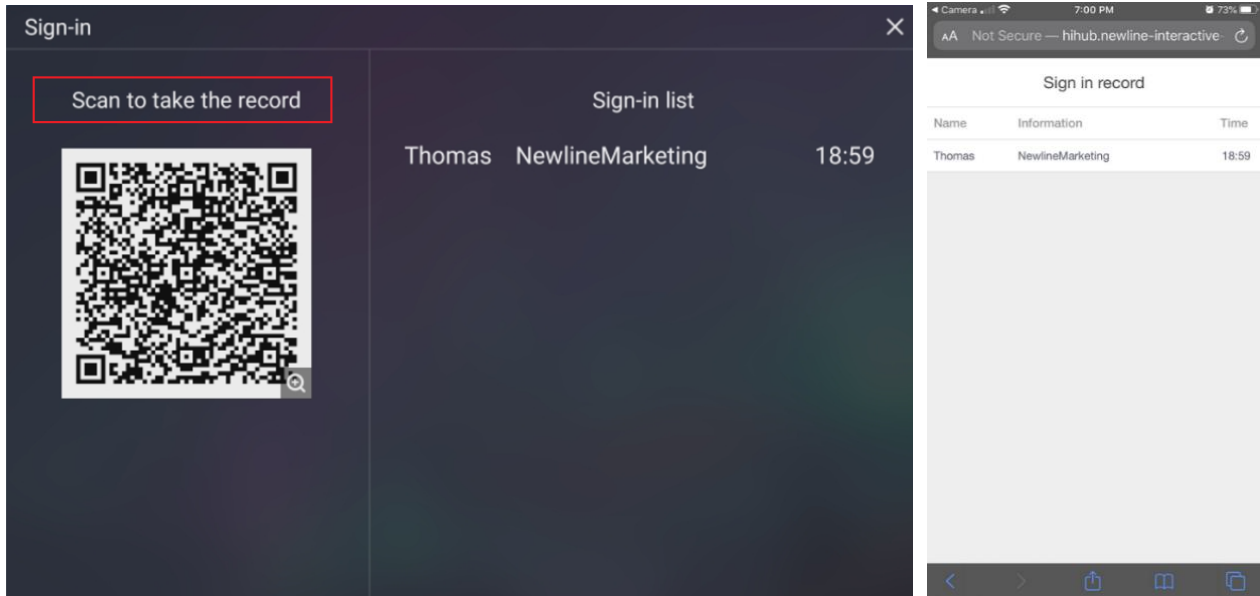 Sign-in
Scan to take the record
Sign-in list
Thomas NewlineMarketing 18:59
Camera 7:00 PM 73%
AA Not Secure — hihub.newline-interactive-
Sign in record
Name Information Time
Thomas NewlineMarketing 18:59